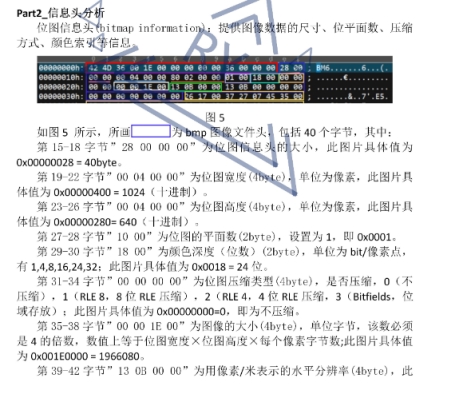 Part2_信息头分析
位图信息头(bitmap information)：提供图像数据的尺寸、位平面数、压缩
方式、颜色索引等信息。
00000000h: 42 4D 36 00 1E 00 00 00 00 00 36 00 00 00 28 00 ; BM6.......6...(.
00000010h: 00 00 00 04 00 00 80 02 00 00 01 00 18 00 00 00 ;
00000020h: 00 00 00 00 1E 00 13 0B 00 00 13 0B 00 00 00 00 ;
00000030h: 00 00 00 00 00 00 26 17 00 37 27 07 45 35 00
图 5
如图 5 所示，所画 为 bmp 图像文件头，包括 40 个字节，其中：
第 15-18 字节” 28 00 00 00” 为位图信息头的大小，此图片具体值为
0x00000028 = 40byte。
第 19-22 字节” 00 04 00 00” 为位图宽度(4byte)，单位为像素，此图片具
体值为 0x00000400 = 1024（十进制）。
第 23-26 字节” 00 04 00 00” 为位图高度(4byte)，单位为像素，此图片具
体值为 0x00000280= 640（十进制）。
第 27-28 字节” 10 00” 为位图的平面数(2byte)，设置为 1，即 0x0001。
第 29-30 字节” 18 00” 为颜色深度（位数）(2byte)，单位为 bit/像素点，
有 1,4,8,16,24,32；此图片具体值为 0x0018 = 24 位。
第 31-34 字节” 00 00 00 00” 为位图压缩类型(4byte)，是否压缩，0（不
压缩），1（RLE 8，8 位 RLE 压缩），2（RLE 4，4 位 RLE 压缩，3（Bitfields，位
域存放）；此图片具体值为 0x00000000=0，即为不压缩。
第 35-38 字节” 00 00 1E 00” 为图像的大小(4byte)，单位字节，该数必须
是 4 的倍数，数值上等于位图宽度×位图高度×每个像素字节数;此图片具体值
为 0x001E0000 = 1966080。
第 39-42 字节” 13 0B 00 00” 为用像素/米表示的水平分辨率(4byte)，此